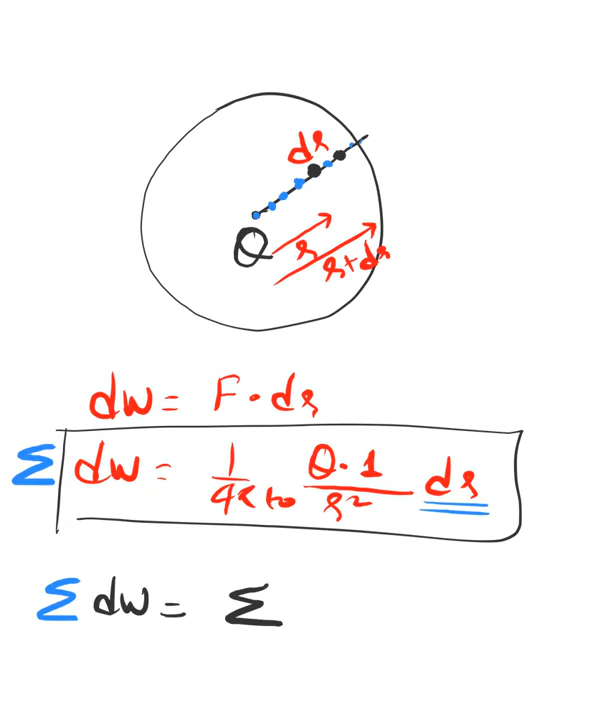 dr
Q
r
r+dr
dw = F · dr
Σ dw = 1/4πε0 Q·1/r² dr
Σ dw = Σ